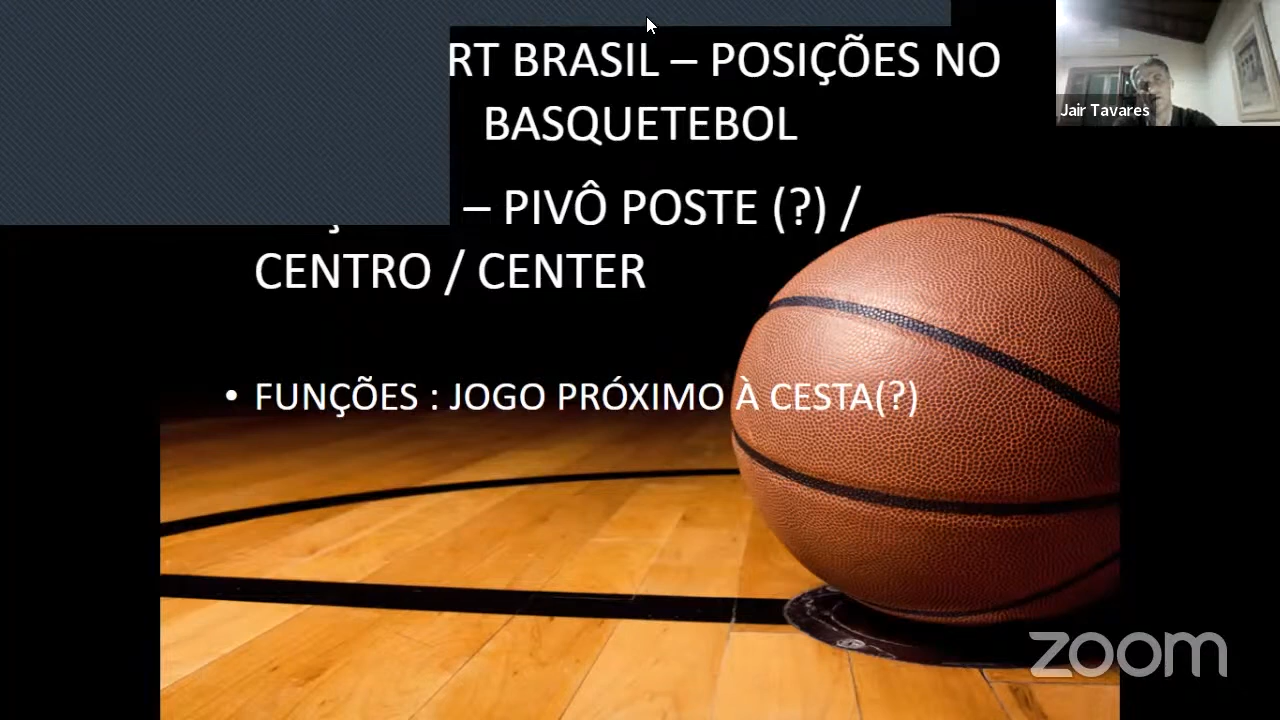 RT BRASIL – POSIÇÕES NO
BASQUETEBOL
– PIVÔ POSTE (?) /
CENTRO / CENTER
• FUNÇÕES : JOGO PRÓXIMO À CESTA(?)
Jair Tavares
zoom